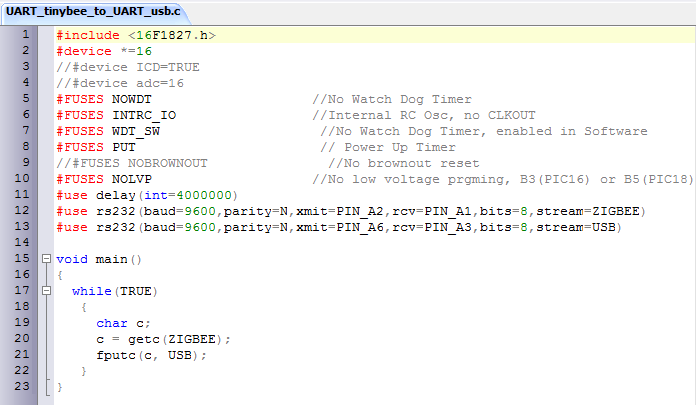 UART_tinybee_to_UART_usb.c
1 #include <16F1827.h>
2 #device *=16
3 //#device ICD=TRUE
4 //#device adc=16
5 #FUSES NOWDT //No Watch Dog Timer
6 #FUSES INTRC_IO //Internal RC Osc, no CLKOUT
7 #FUSES WDT_SW //No Watch Dog Timer, enabled in Software
8 #FUSES PUT // Power Up Timer
9 //#FUSES NOBROWNOUT //No brownout reset
10 #FUSES NOLVP //No low voltage prgming, B3(PIC16) or B5(PIC18)
11 #use delay(int=4000000)
12 #use rs232(baud=9600,parity=N,xmit=PIN_A2,rcv=PIN_A1,bits=8,stream=ZIGBEE)
13 #use rs232(baud=9600,parity=N,xmit=PIN_A6,rcv=PIN_A3,bits=8,stream=USB)
14
15 void main()
16 {
17 while(TRUE)
18 {
19 char c;
20 c = getc(ZIGBEE);
21 fputc(c, USB);
22 }
23 }